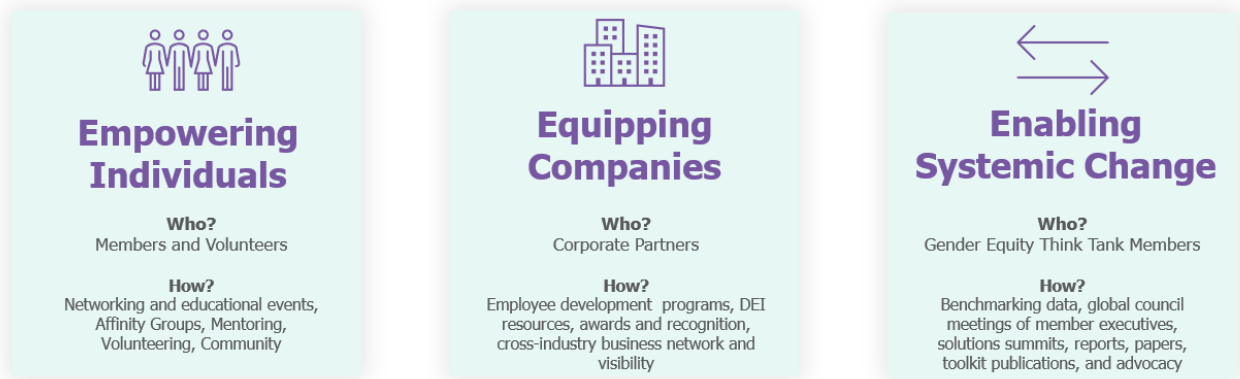 Empowering
Individuals
Who?
Members and Volunteers
How?
Networking and educational events,
Affinity Groups, Mentoring,
Volunteering, Community
Equipping
Companies
Who?
Corporate Partners
How?
Employee development programs, DEI
resources, awards and recognition,
cross-industry business network and
visibility
Enabling
Systemic Change
Who?
Gender Equity Think Tank Members
How?
Benchmarking data, global council
meetings of member executives,
solutions summits, reports, papers,
toolkit publications, and advocacy